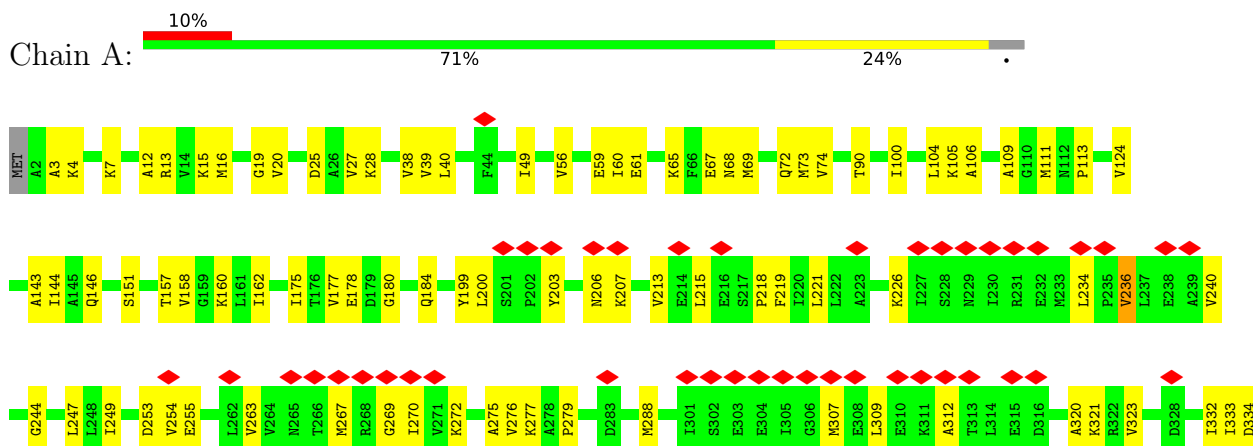 10%
Chain A:
71% 24% •
MET A2 A3 K4 K7 A12 R13 V14 K15 M16 G19 V20 D25 A26 V27 K28 V38 V39 L40 F44 I49 V56 E59 I60 E61 K65 F66 E67 N68 M69 Q72 M73 V74 T90 I100 L104 K105 A106 A109 G110 M111 N112 P113 V124
A143 I144 A145 Q146 S151 T157 V158 G159 K160 L161 I162 I175 T176 V177 E178 D179 G180 Q184 Y199 L200 S201 P202 Y203 N206 K207 V213 E214 L215 E216 S217 P218 F219 I220 L221 L222 A223 K226 I227 S228 N229 I230 R231 E232 M233 L234 P235 V236 L237 E238 A239 V240
G244 L247 L248 I249 D253 V254 E255 L262 V263 V264 N265 T266 M267 R268 G269 I270 V271 K272 A275 V276 K277 A278 P279 D283 M288 I301 S302 E303 E304 I305 G306 M307 E308 L309 E310 K311 A312 T313 L314 E315 D316 A320 K321 R322 V323 D328 I332 I333 D334